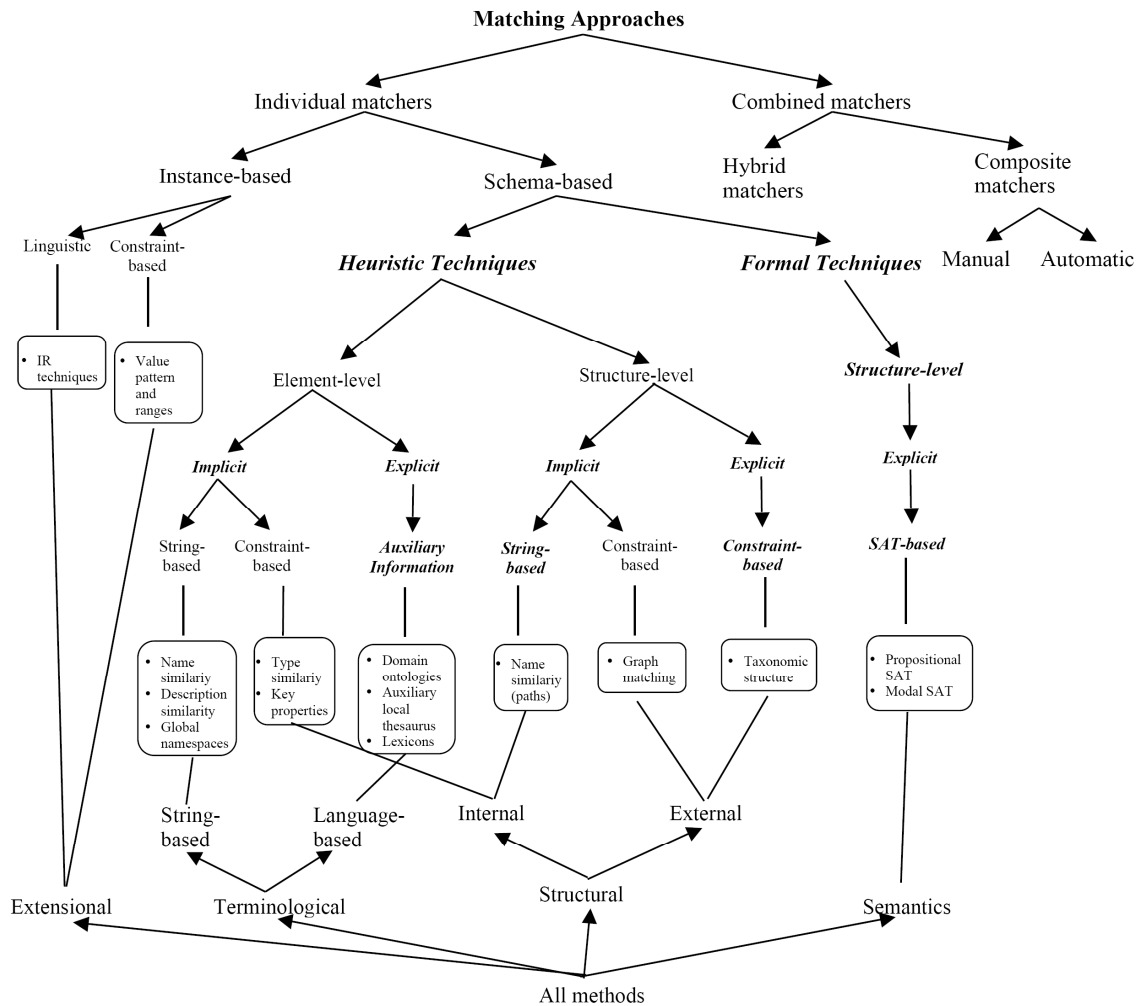 Matching Approaches
Individual matchers
Combined matchers
Instance-based
Schema-based
Hybrid
matchers
Composite
matchers
Linguistic
Constraint-
based
Heuristic Techniques
Formal Techniques
Manual
Automatic
• IR
techniques
• Value
pattern
and
ranges
Element-level
Structure-level
Structure-level
Implicit
Explicit
Implicit
Explicit
Explicit
String-
based
Constraint-
based
Auxiliary
Information
String-
based
Constraint-
based
Constraint-
based
SAT-based
• Name
similariy
• Description
similarity
• Global
namespaces
• Type
similariy
• Key
properties
• Domain
ontologies
• Auxiliary
local
thesaurus
• Lexicons
• Name
similariy
(paths)
• Graph
matching
• Taxonomic
structure
• Propositional
SAT
• Modal SAT
String-
based
Language-
based
Internal
External
Extensional
Terminological
Structural
Semantics
All methods